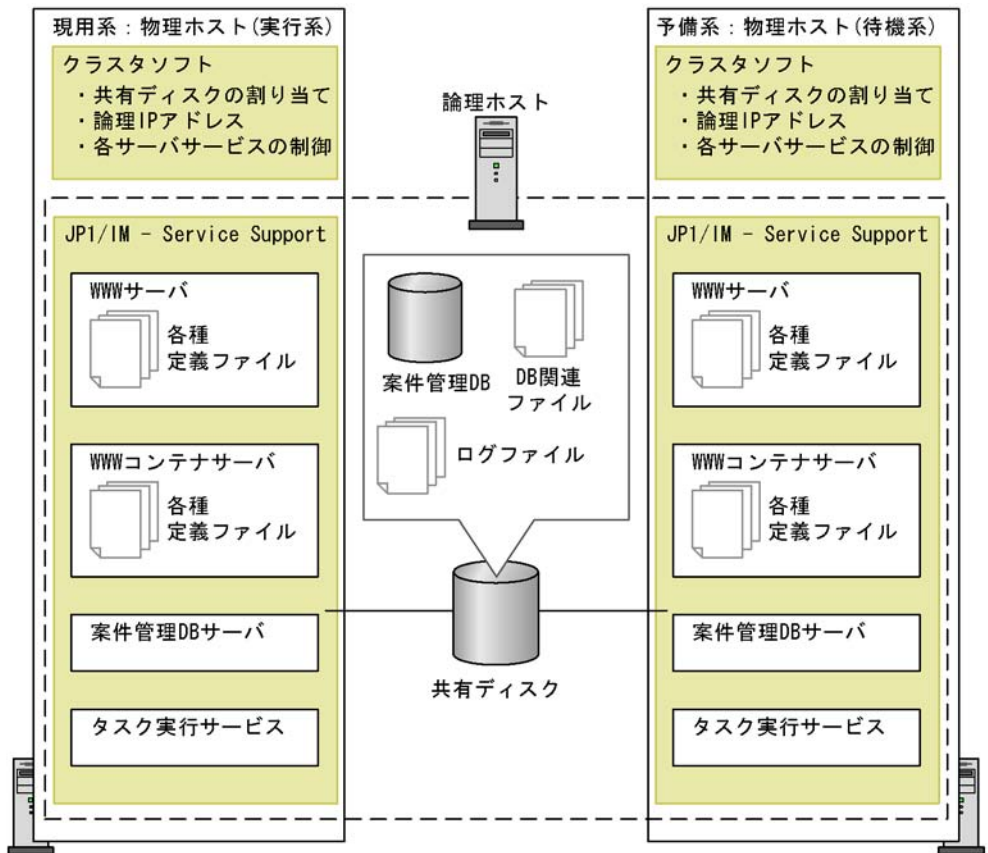 現用系：物理ホスト(実行系)
クラスタソフト
・共有ディスクの割り当て
・論理IPアドレス
・各サーバサービスの制御
JP1/IM - Service Support
WWWサーバ
各種
定義ファイル
WWWコンテナサーバ
各種
定義ファイル
案件管理DBサーバ
タスク実行サービス
論理ホスト
案件管理DB
DB関連
ファイル
ログファイル
共有ディスク
予備系：物理ホスト(待機系)
クラスタソフト
・共有ディスクの割り当て
・論理IPアドレス
・各サーバサービスの制御
JP1/IM - Service Support
WWWサーバ
各種
定義ファイル
WWWコンテナサーバ
各種
定義ファイル
案件管理DBサーバ
タスク実行サービス